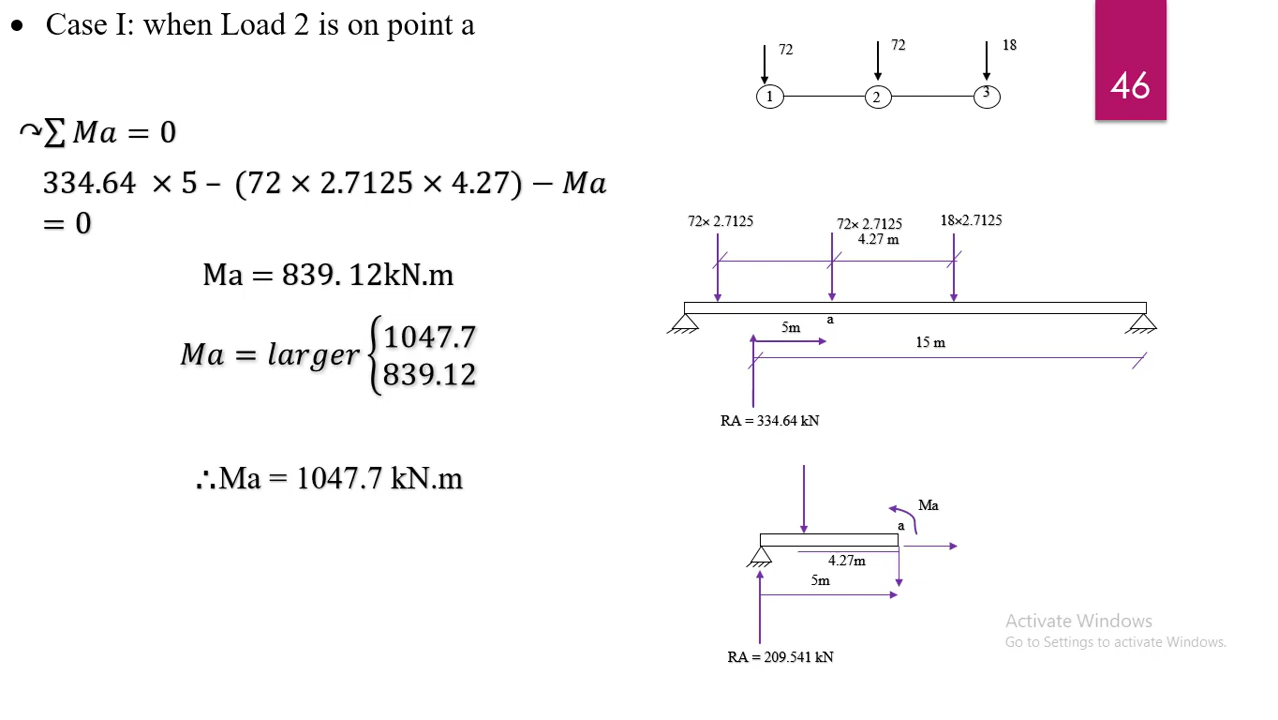 • Case I: when Load 2 is on point a
46
72
72
18
1
2
3
↷∑ Ma = 0
334.64 × 5 – (72 × 2.7125 × 4.27) − Ma
= 0
Ma = 839. 12kN.m
Ma = larger {1047.7
839.12
∴Ma = 1047.7 kN.m
72× 2.7125
72× 2.7125
18×2.7125
4.27 m
a
5m
15 m
RA = 334.64 kN
Ma
a
4.27m
5m
RA = 209.541 kN
Activate Windows
Go to Settings to activate Windows.